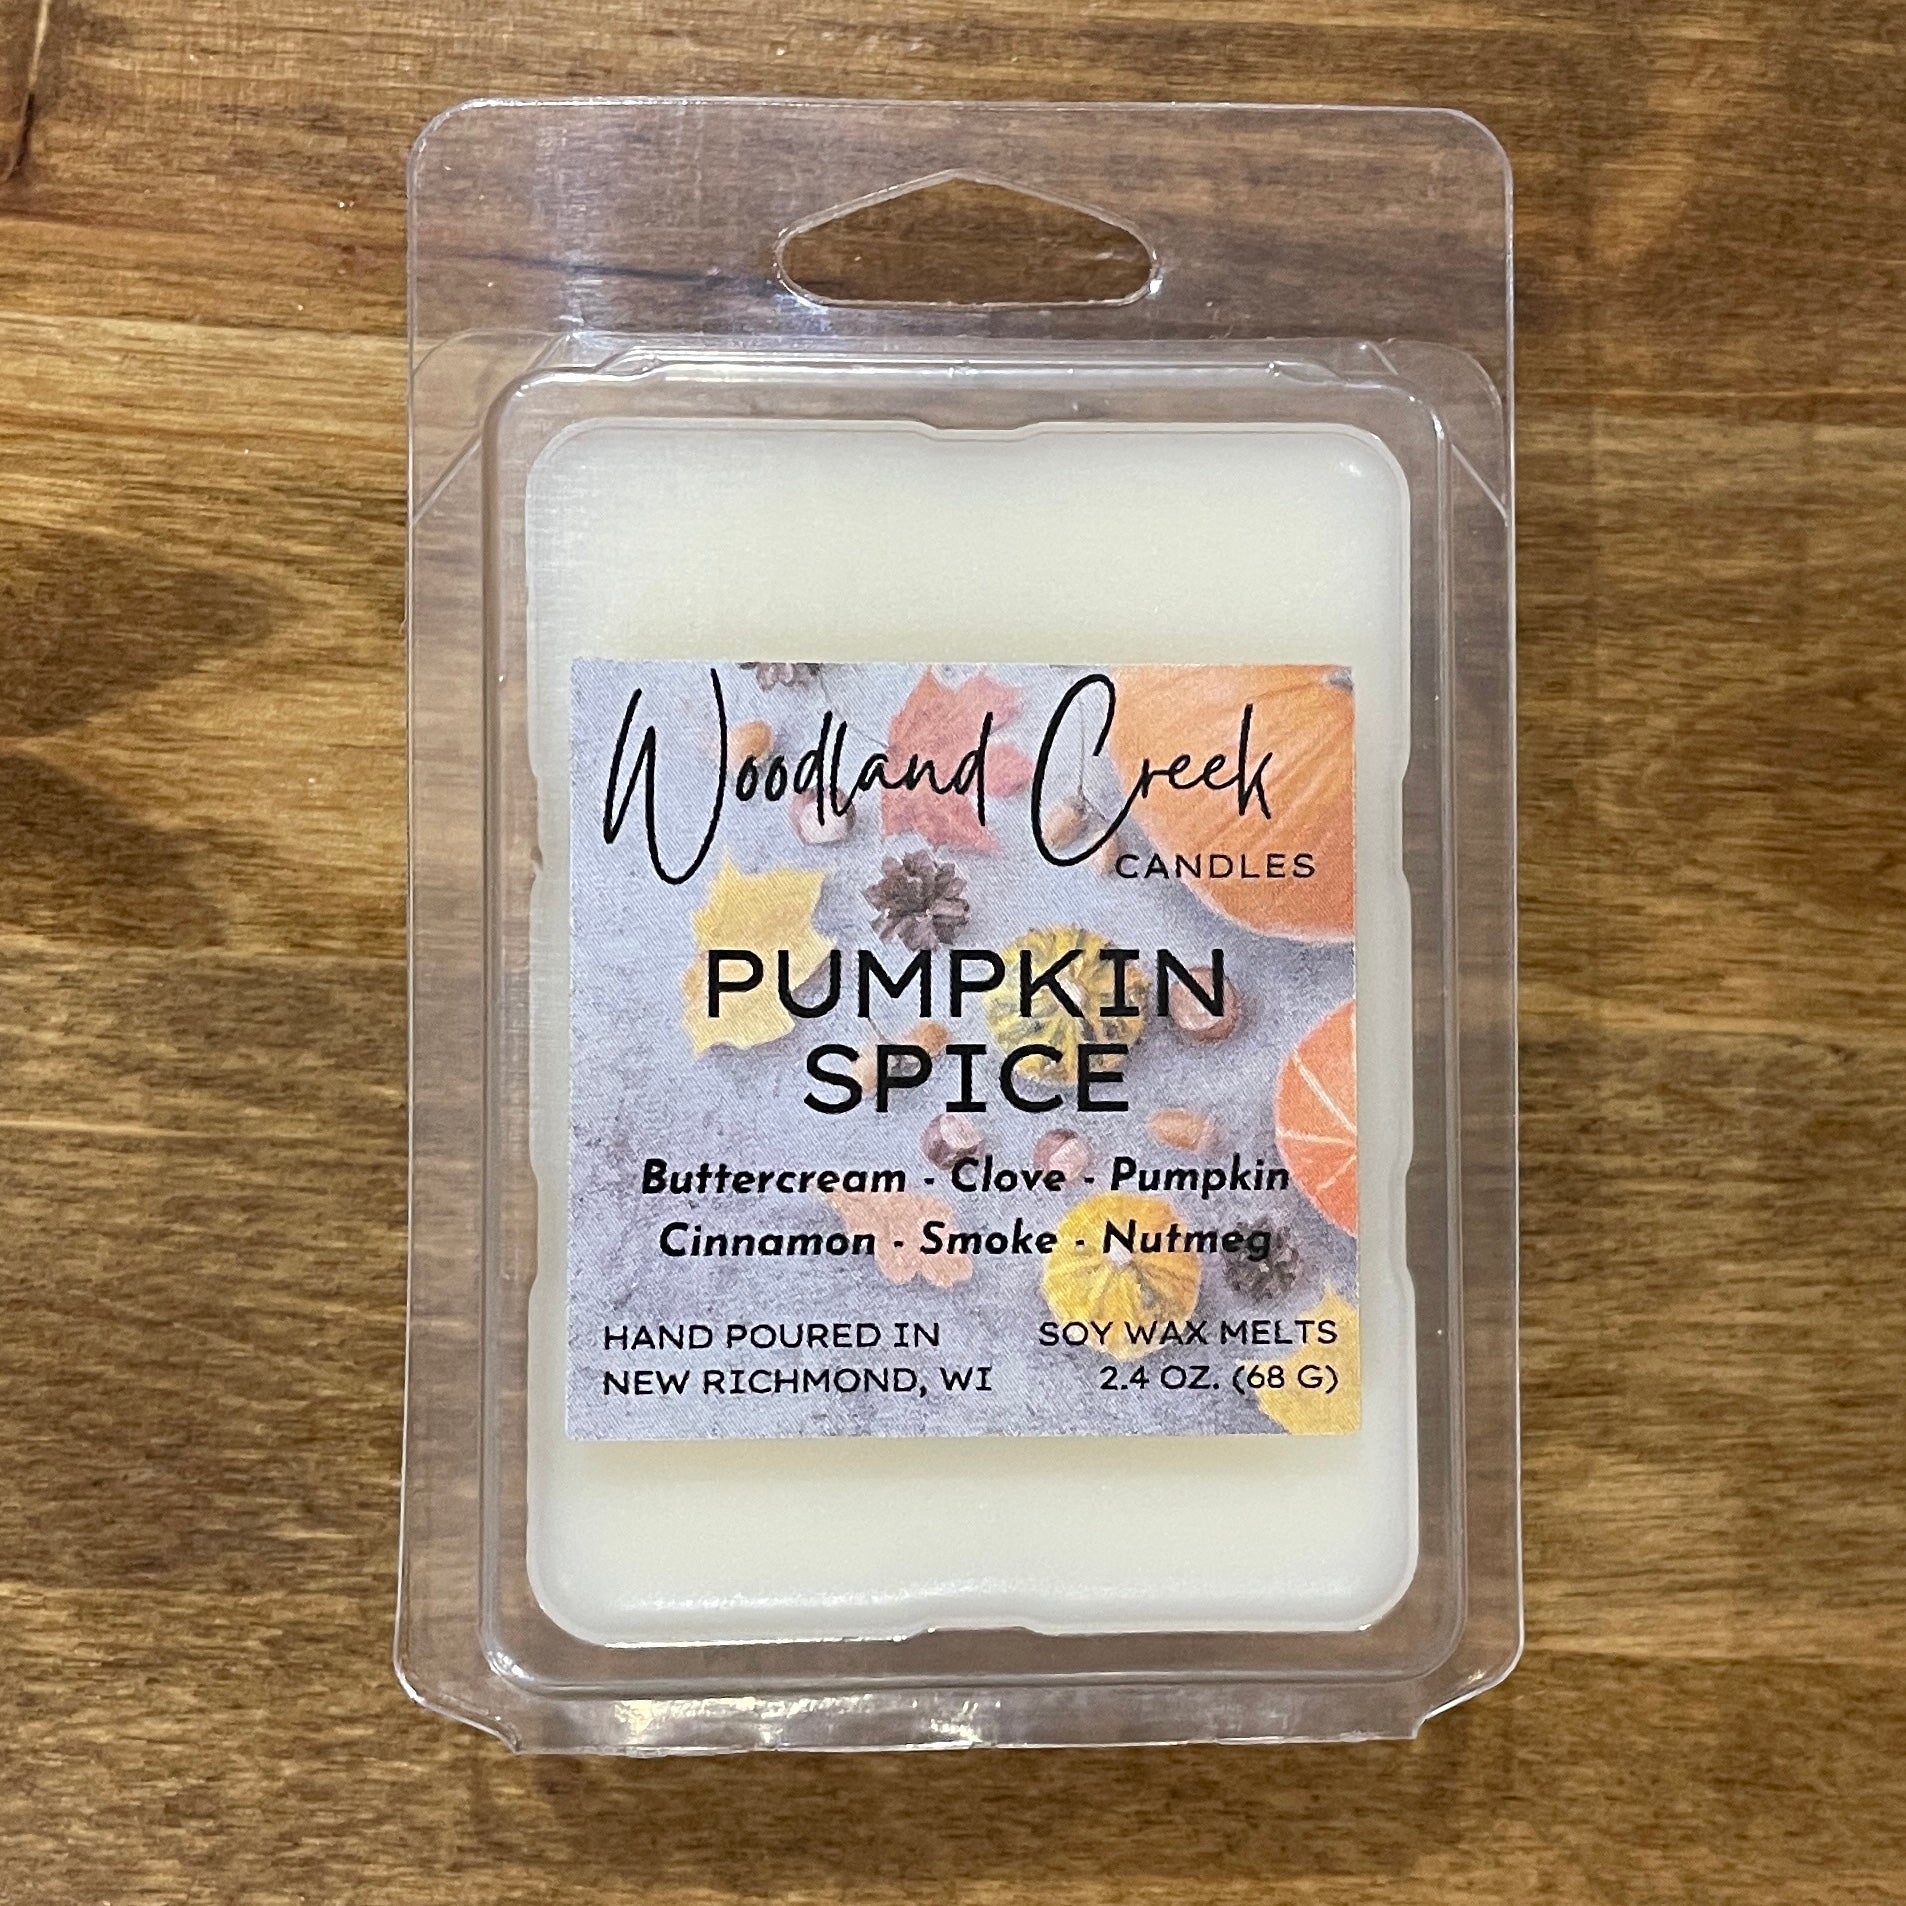 Woodland Creek
CANDLES
PUMPKIN
SPICE
Buttercream - Clove - Pumpkin
Cinnamon - Smoke - Nutmeg
HAND POURED IN
NEW RICHMOND, WI
SOY WAX MELTS
2.4 OZ. (68 G)